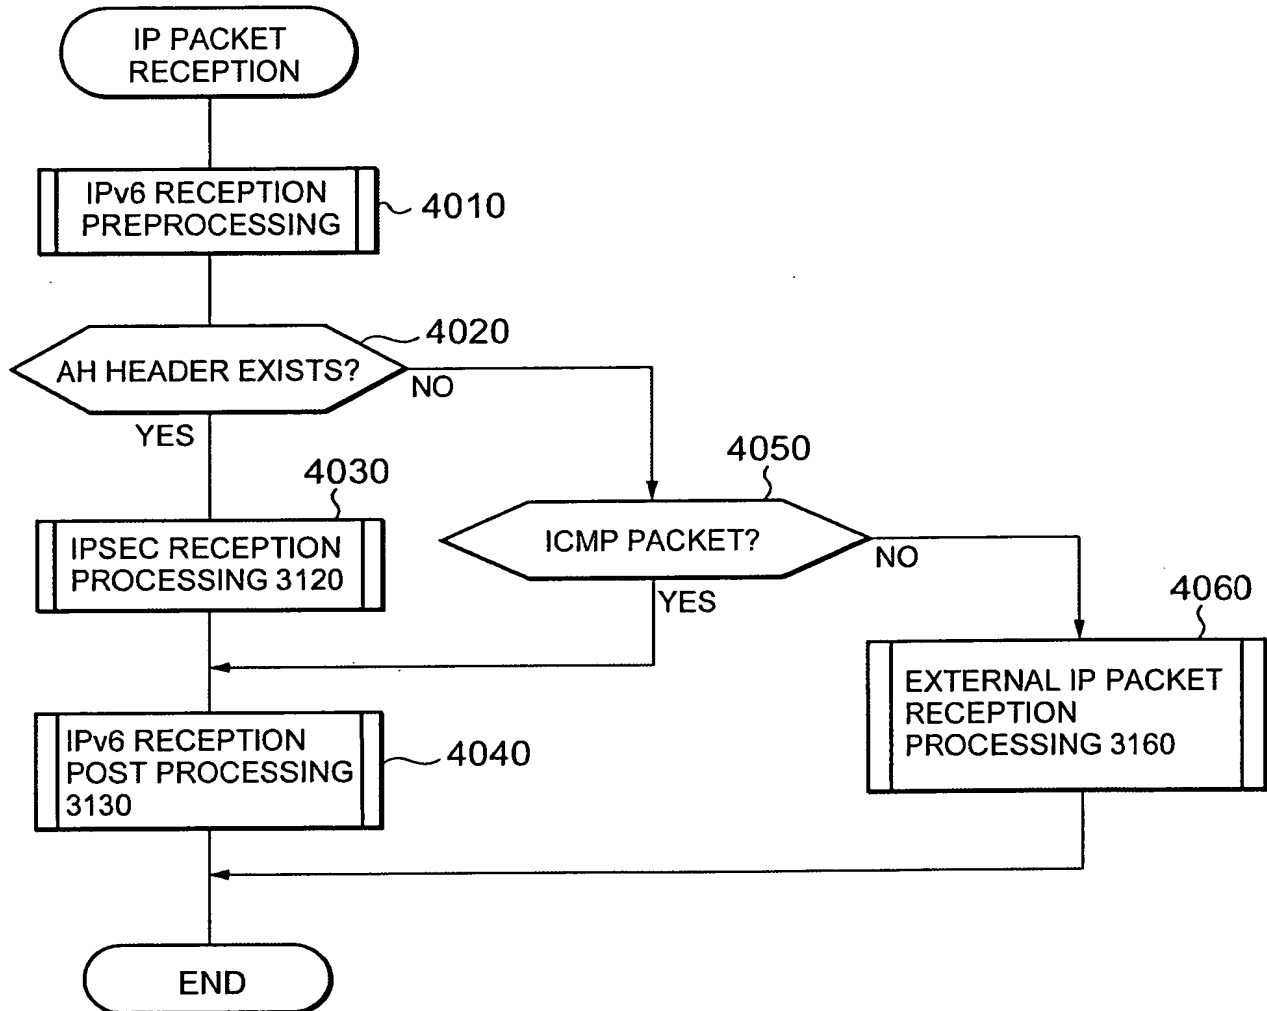 IP PACKET
RECEPTION
IPv6 RECEPTION
PREPROCESSING
4010
4020
AH HEADER EXISTS?
NO
YES
4030
4050
IPSEC RECEPTION
PROCESSING 3120
ICMP PACKET?
NO
YES
4060
EXTERNAL IP PACKET
RECEPTION
PROCESSING 3160
IPv6 RECEPTION
POST PROCESSING
3130
4040
END